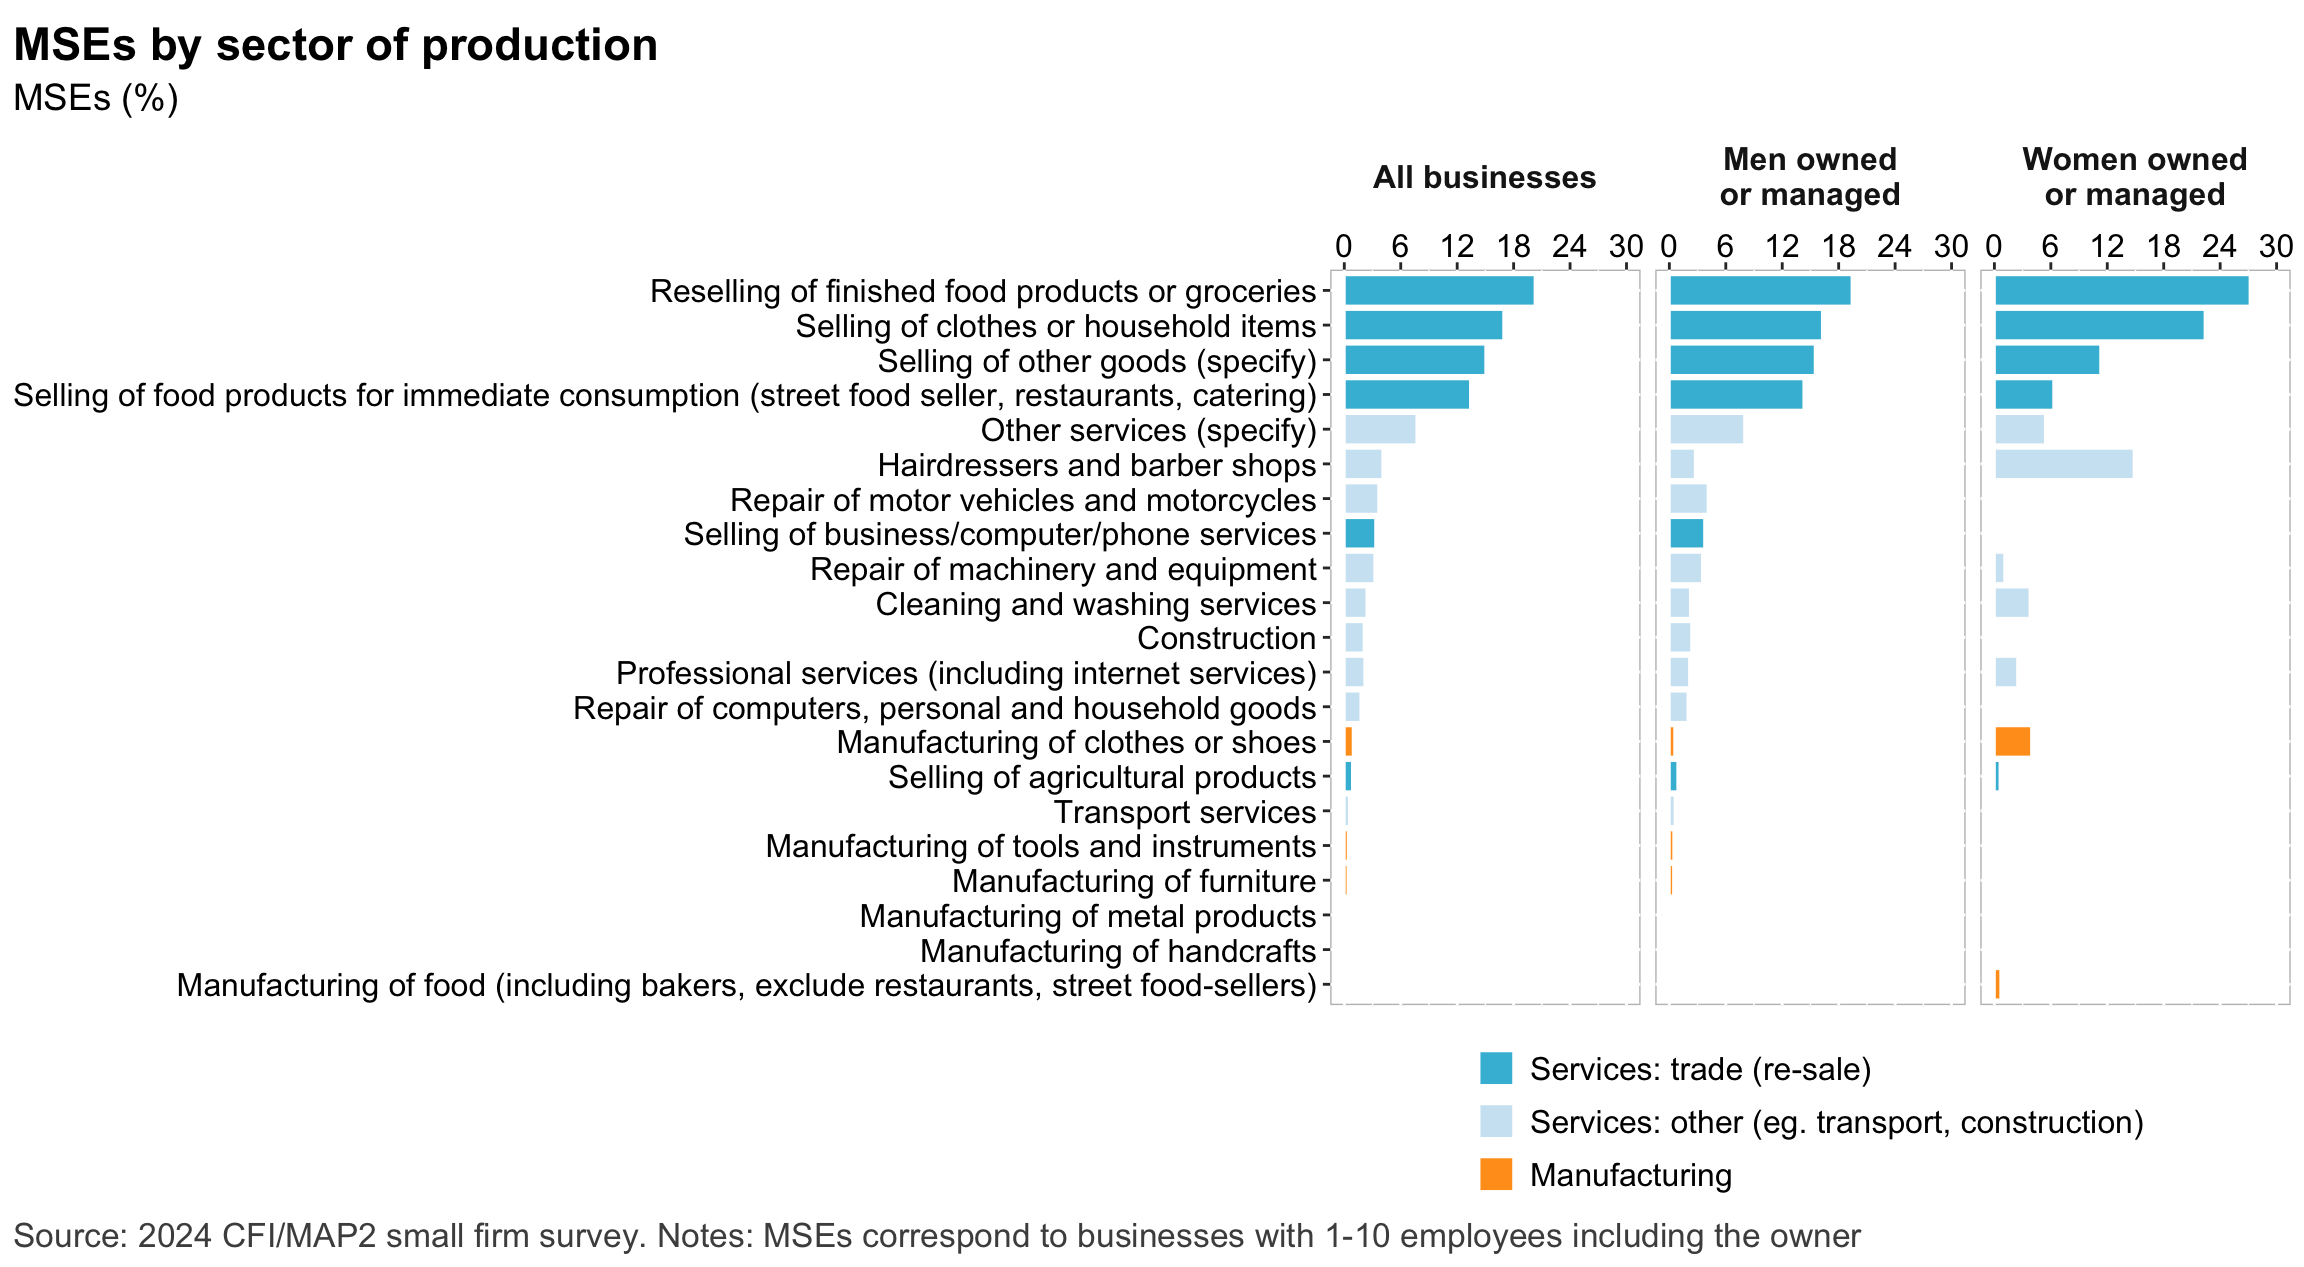 MSEs by sector of production
MSEs (%)
All businesses
Men owned
or managed
Women owned
or managed
0 6 12 18 24 30 0 6 12 18 24 30 0 6 12 18 24 30
Reselling of finished food products or groceries
Selling of clothes or household items
Selling of other goods (specify)
Selling of food products for immediate consumption (street food seller, restaurants, catering)
Other services (specify)
Hairdressers and barber shops
Repair of motor vehicles and motorcycles
Selling of business/computer/phone services
Repair of machinery and equipment
Cleaning and washing services
Construction
Professional services (including internet services)
Repair of computers, personal and household goods
Manufacturing of clothes or shoes
Selling of agricultural products
Transport services
Manufacturing of tools and instruments
Manufacturing of furniture
Manufacturing of metal products
Manufacturing of handcrafts
Manufacturing of food (including bakers, exclude restaurants, street food-sellers)
Services: trade (re-sale)
Services: other (eg. transport, construction)
Manufacturing
Source: 2024 CFI/MAP2 small firm survey. Notes: MSEs correspond to businesses with 1-10 employees including the owner